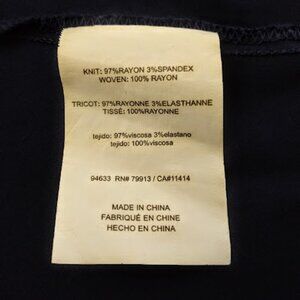 KNIT: 97%RAYON 3%SPANDEX
WOVEN: 100% RAYON
TRICOT: 97%RAYONNE 3%ELASTHANNE
TISSÉ: 100%RAYONNE
tejido: 97%viscosa 3%elastano
tejido: 100%viscosa
94633 RN# 79913 / CA#11414
MADE IN CHINA
FABRIQUÉ EN CHINE
HECHO EN CHINA